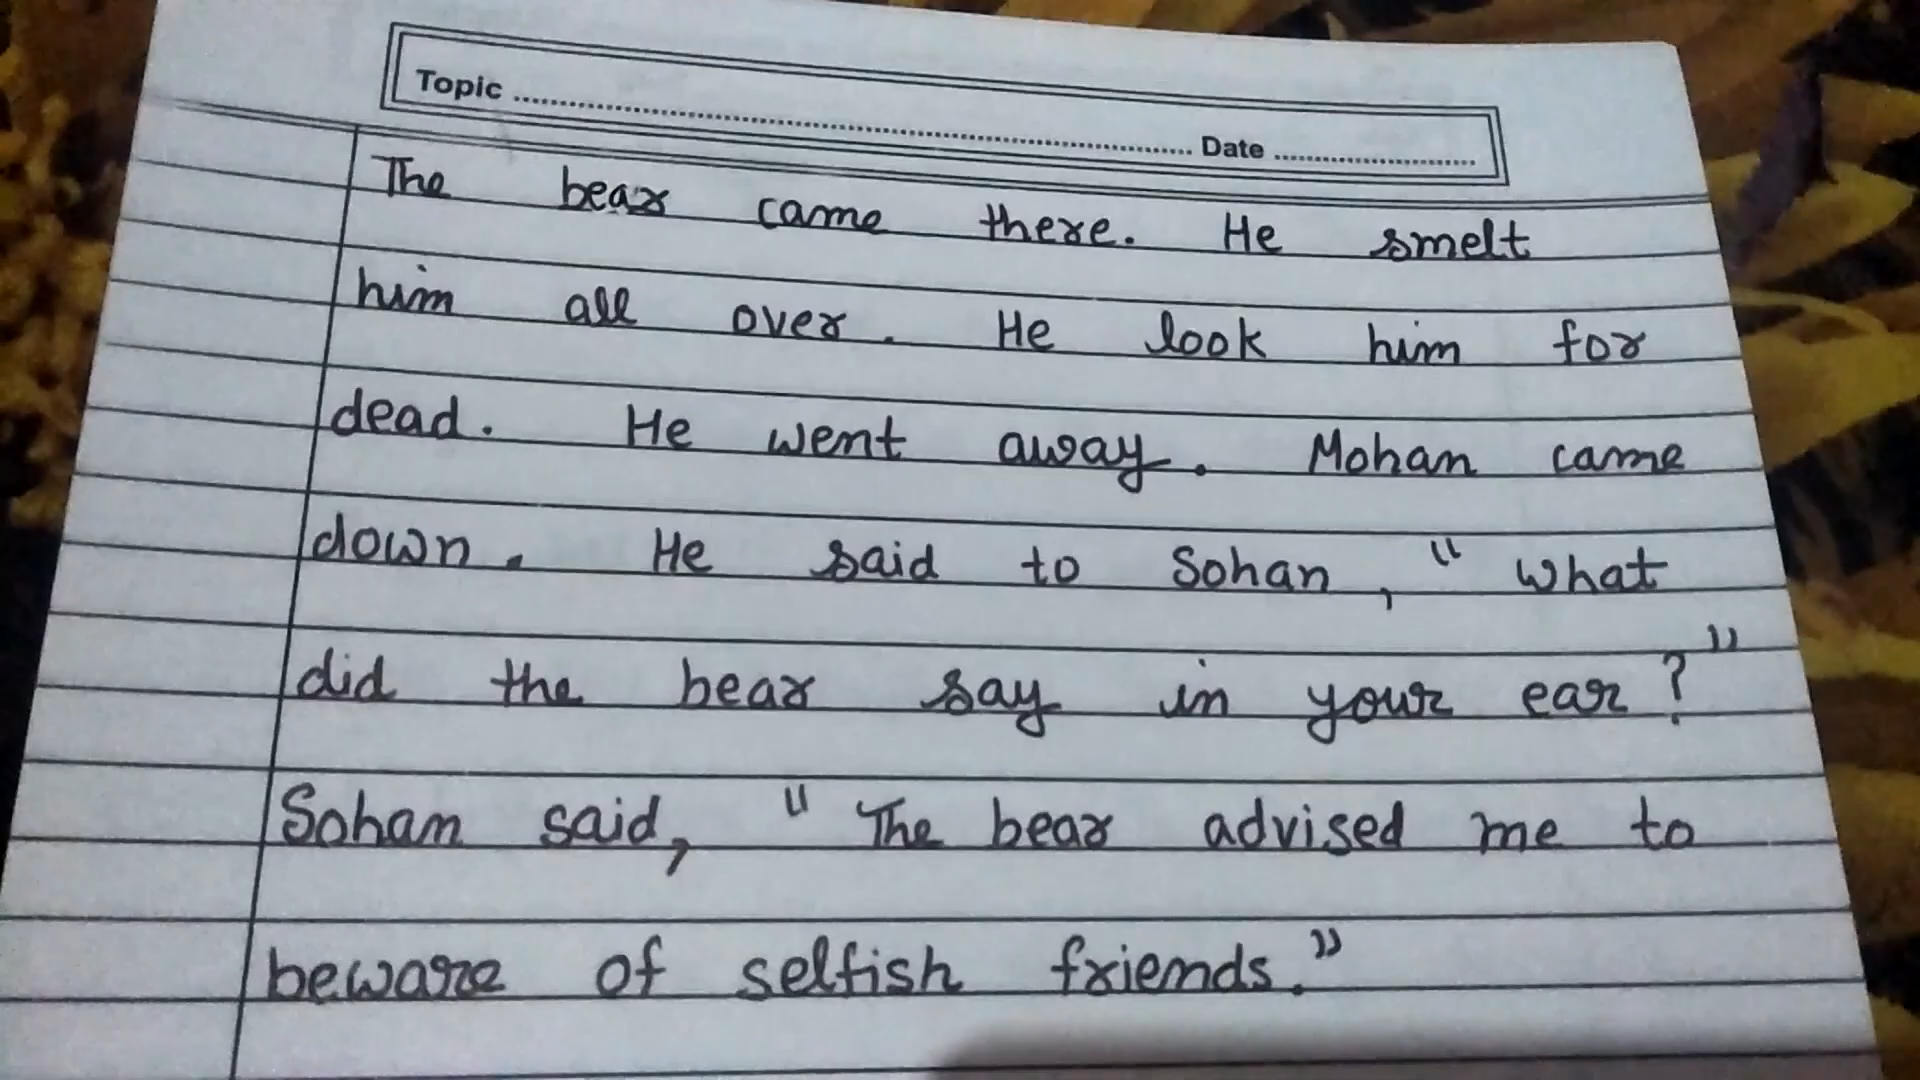 Topic ........................ Date ................
The bear came there. He smelt
him all over. He look him for
dead. He went away. Mohan came
down. He said to Sohan, "What
did the bear say in your ear?"
Sohan said, "The bear advised me to
beware of selfish friends."